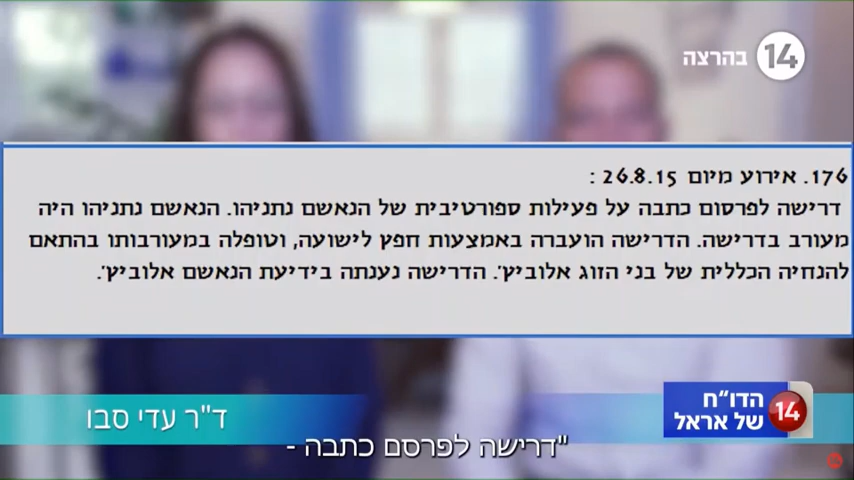 14 בהרצה
176. אירוע מיום 26.8.15 :
דרישה לפרסום כתבה על פעילות ספורטיבית של הנאשם נתניהו. הנאשם נתניהו היה
מעורב בדרישה. הדרישה הועברה באמצעות חפץ לישועה, וטופלה במעורבותו בהתאם
להנחיה הכללית של בני הזוג אלוביץ'. הדרישה נענתה בידיעת הנאשם אלוביץ'.
הדו"ח
של אראל
14
ד"ר עדי סבו
"דרישה לפרסם כתבה -